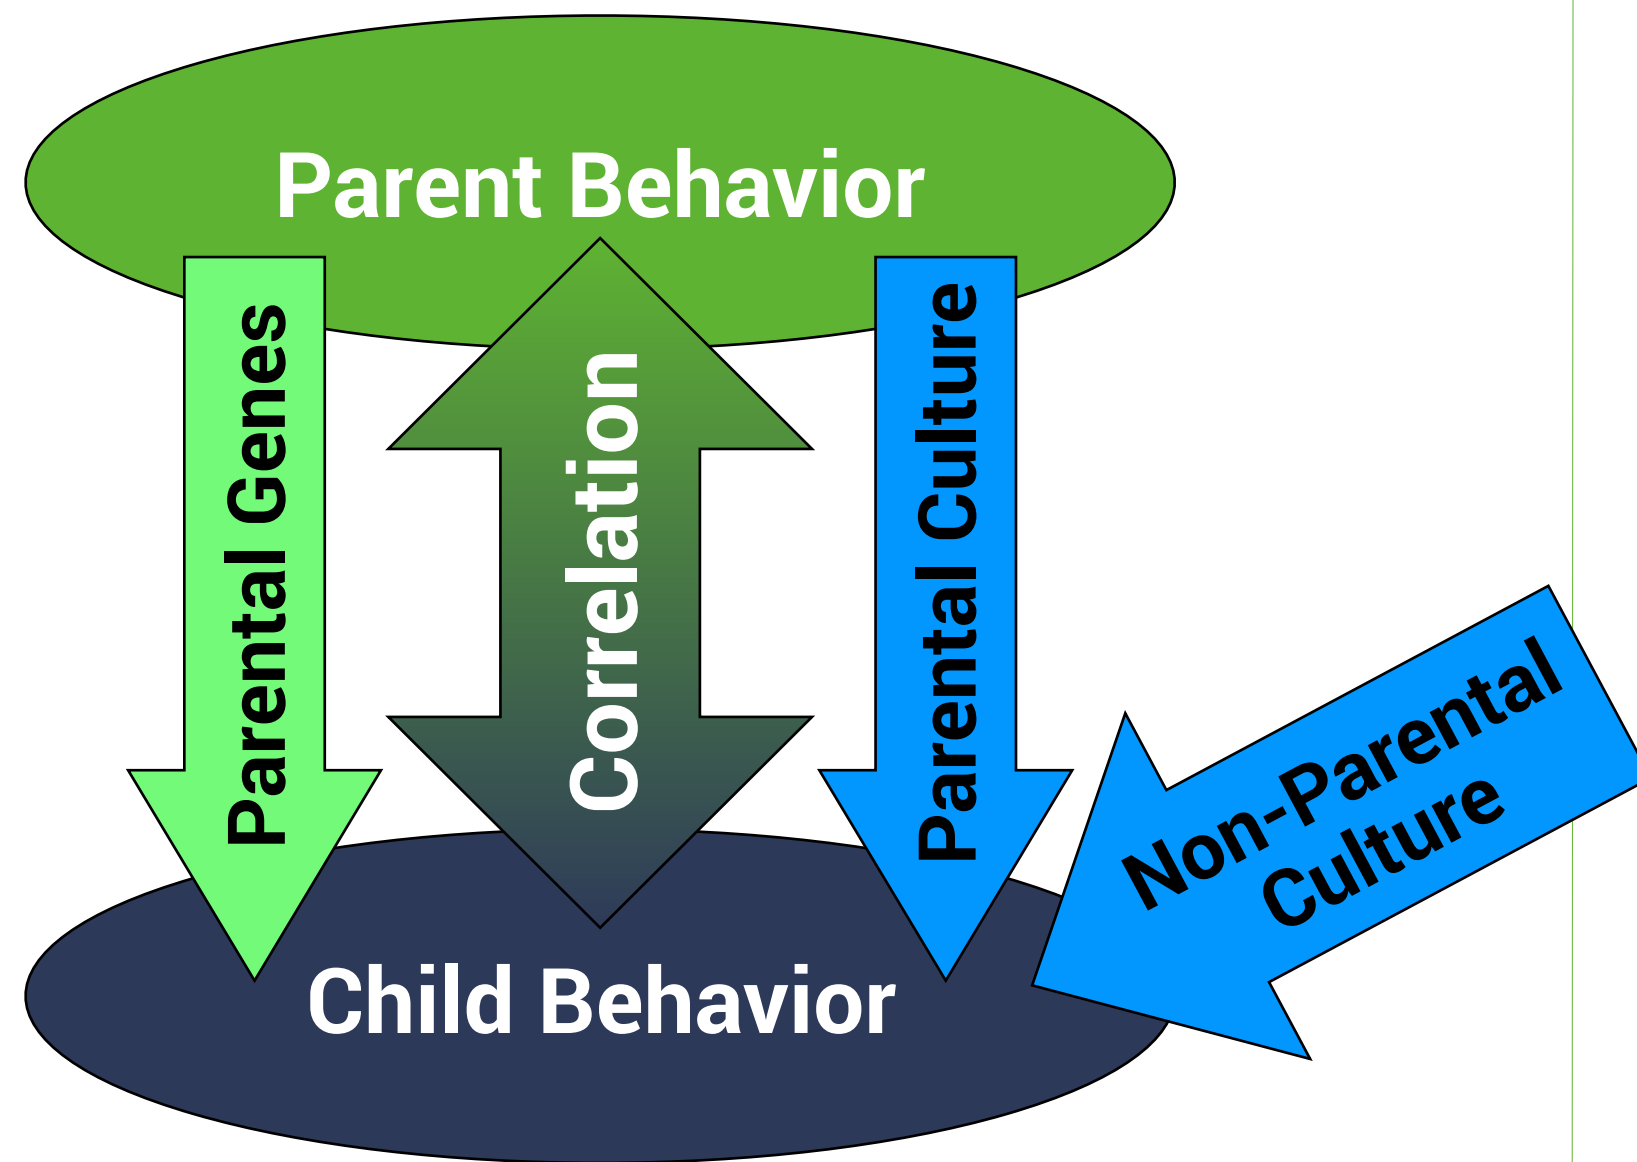 Parent Behavior
Parental Genes
Correlation
Parental Culture
Non-Parental
Culture
Child Behavior